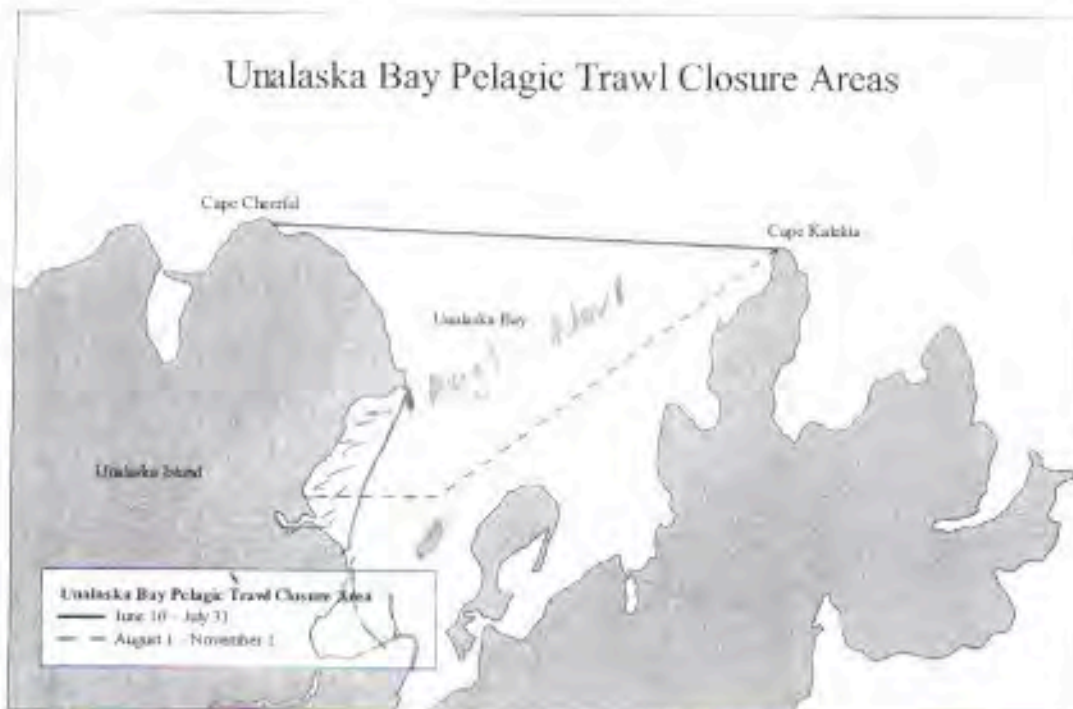 Unalaska Bay Pelagic Trawl Closure Areas
Cape Cheerful
Cape Kalekta
Unalaska Bay
Unalaska Island
Unalaska Bay Pelagic Trawl Closure Area
June 10 – July 31
August 1 – November 1